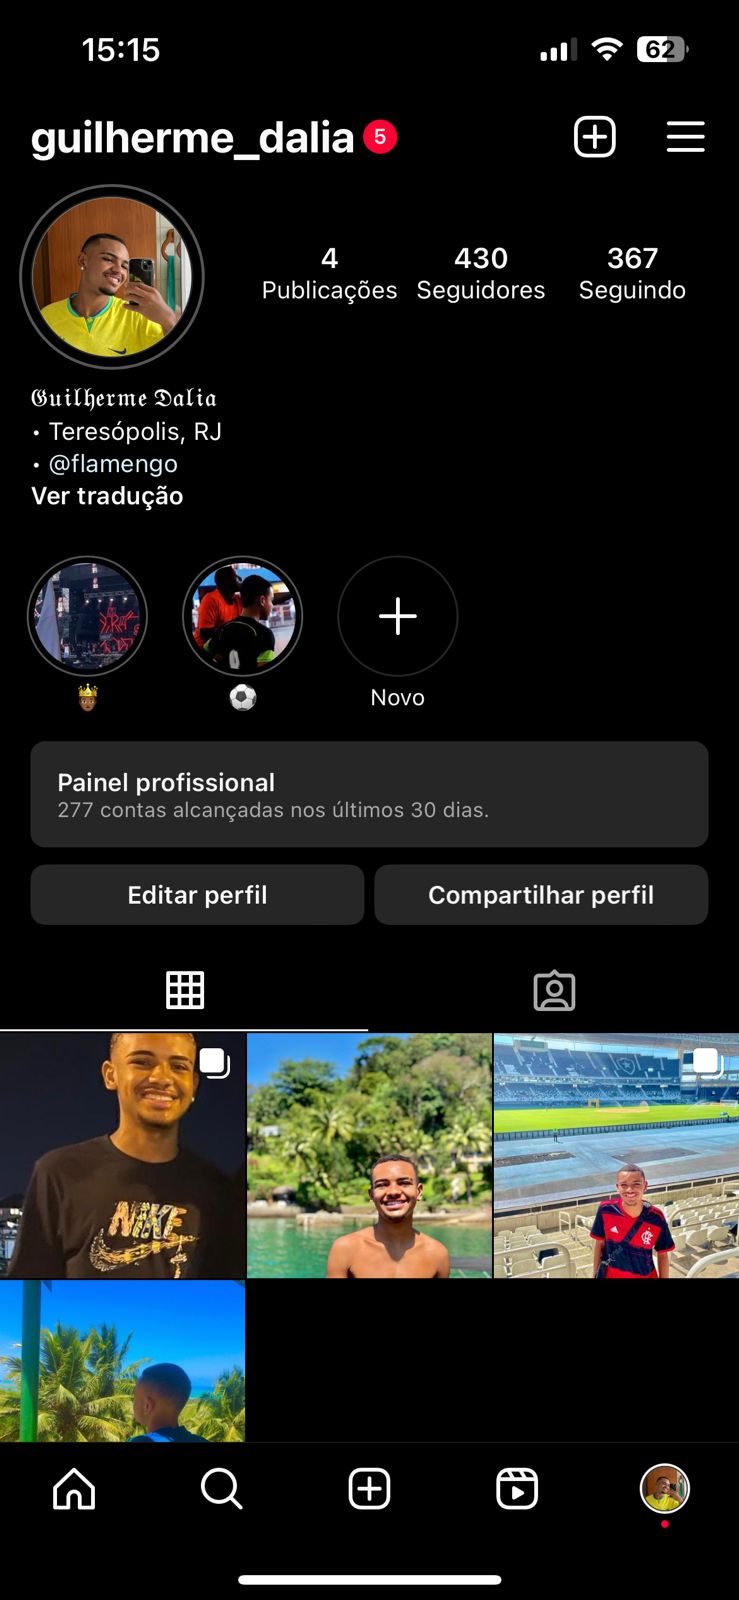 15:15
62
guilherme_dalia 5
4 430 367
Publicações Seguidores Seguindo
𝕲𝖚𝖎𝖑𝖍𝖊𝖗𝖒𝖊 𝕯𝖆𝖑𝖎𝖆
• Teresópolis, RJ
• @flamengo
Ver tradução
Novo
Painel profissional
277 contas alcançadas nos últimos 30 dias.
Editar perfil Compartilhar perfil
NIKE